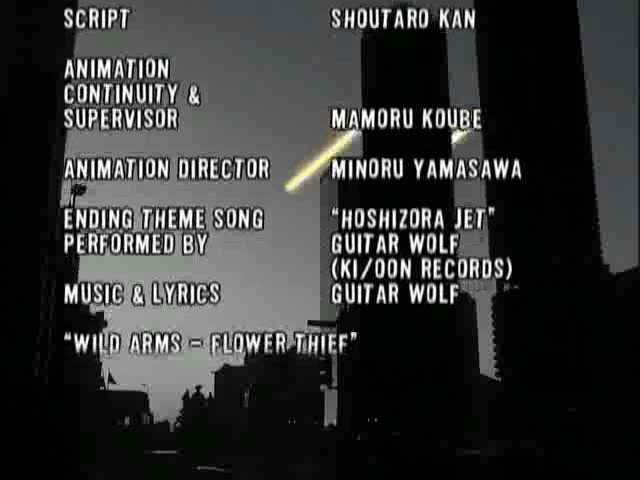 SCRIPT SHOUTARO KAN
ANIMATION
CONTINUITY &
SUPERVISOR MAMORU KOUBE
ANIMATION DIRECTOR MINORU YAMASAWA
ENDING THEME SONG "HOSHIZORA JET"
PERFORMED BY GUITAR WOLF
(KI/OON RECORDS)
MUSIC & LYRICS GUITAR WOLF
"WILD ARMS – FLOWER THIEF"